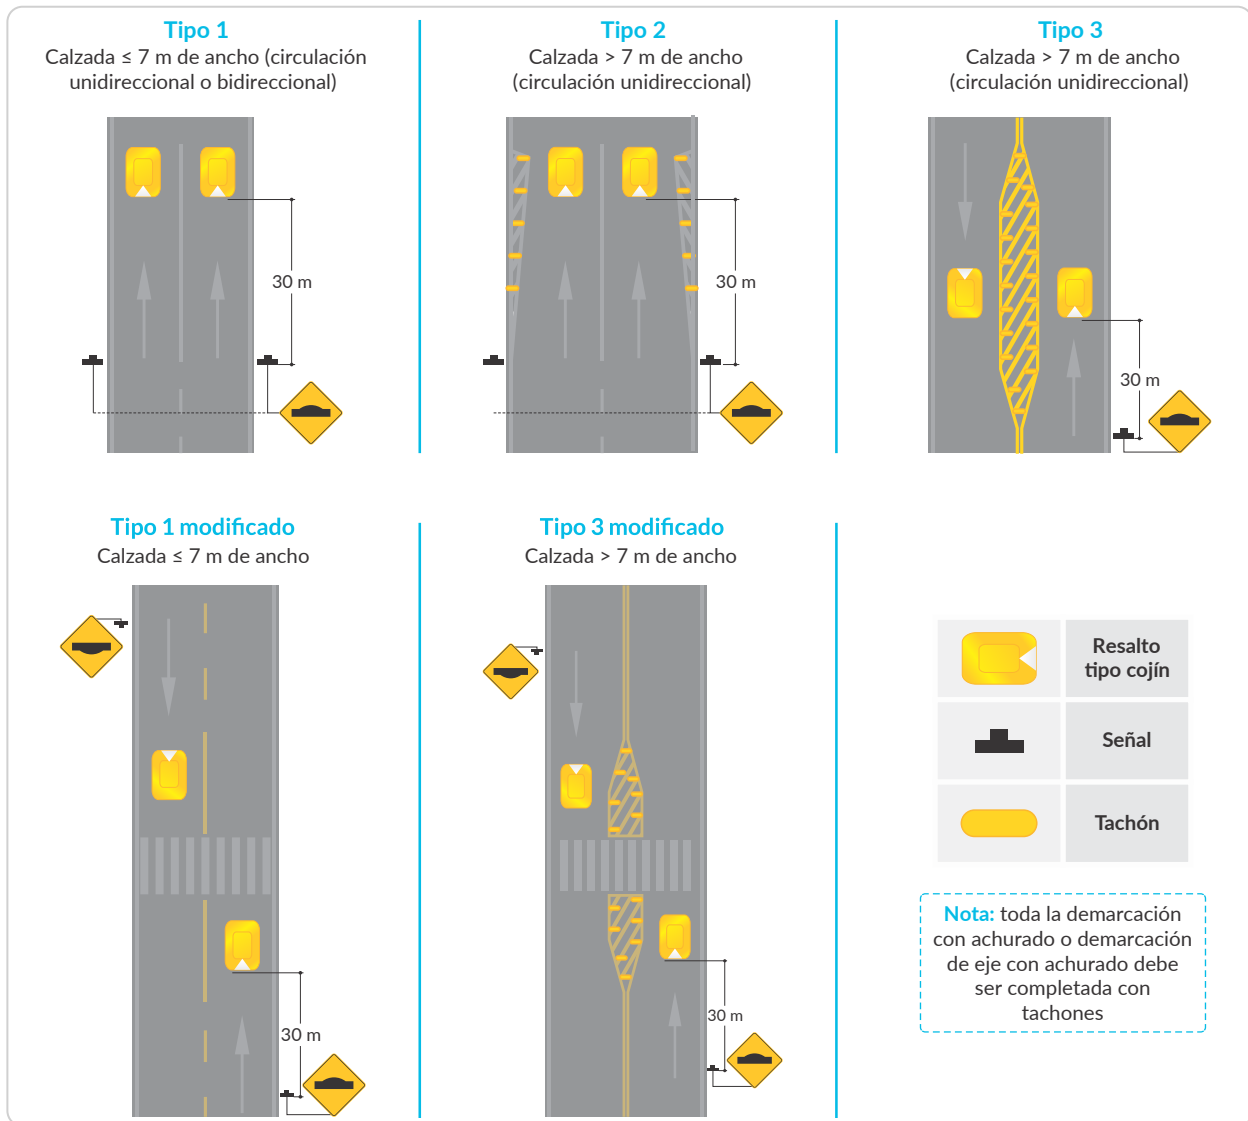 Tipo 1
Calzada ≤ 7 m de ancho (circulación
unidireccional o bidireccional)
30 m
Tipo 2
Calzada > 7 m de ancho
(circulación unidireccional)
30 m
Tipo 3
Calzada > 7 m de ancho
(circulación unidireccional)
30 m
Tipo 1 modificado
Calzada ≤ 7 m de ancho
30 m
Tipo 3 modificado
Calzada > 7 m de ancho
30 m
Resalto
tipo cojín
Señal
Tachón
Nota: toda la demarcación
con achurado o demarcación
de eje con achurado debe
ser completada con
tachones